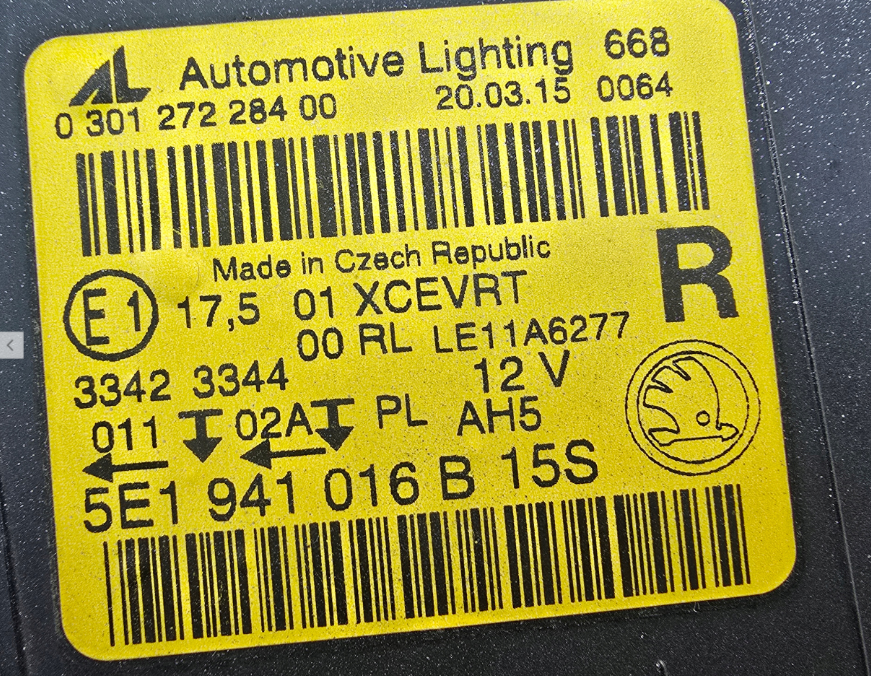 AL Automotive Lighting 668
0 301 272 284 00 20.03.15 0064
Made in Czech Republic
R
E1 17,5 01 XCEVRT
00 RL LE11A6277
3342 3344 12 V
011 02A PL AH5
5E1 941 016 B 15S